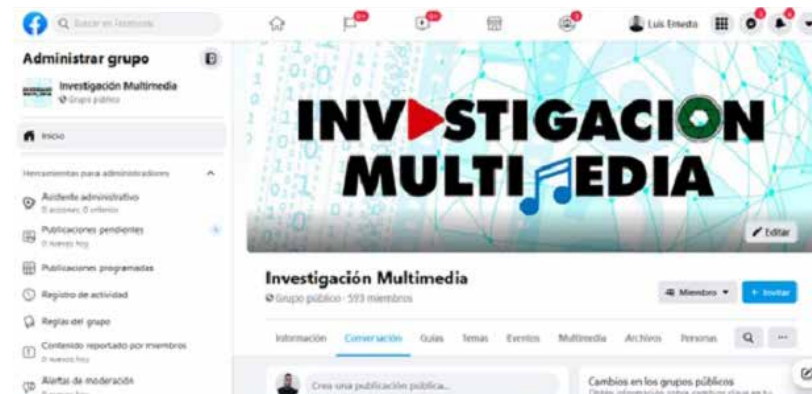 Buscar en Facebook
Luis Ernesto
Administrar grupo
Investigación Multimedia
Grupo público
Inicio
Herramientas para administradores
Asistente administrativo
0 acciones, 0 criterios
Publicaciones pendientes
0 nuevos hoy
Publicaciones programadas
Registro de actividad
Reglas del grupo
Contenido reportado por miembros
0 nuevos hoy
Alertas de moderación
INVESTIGACION
MULTIMEDIA
Editar
Investigación Multimedia
Grupo público · 593 miembros
Miembro
+ Invitar
Información Conversación Guías Temas Eventos Multimedia Archivos Personas
Crea una publicación pública...
Cambios en los grupos públicos